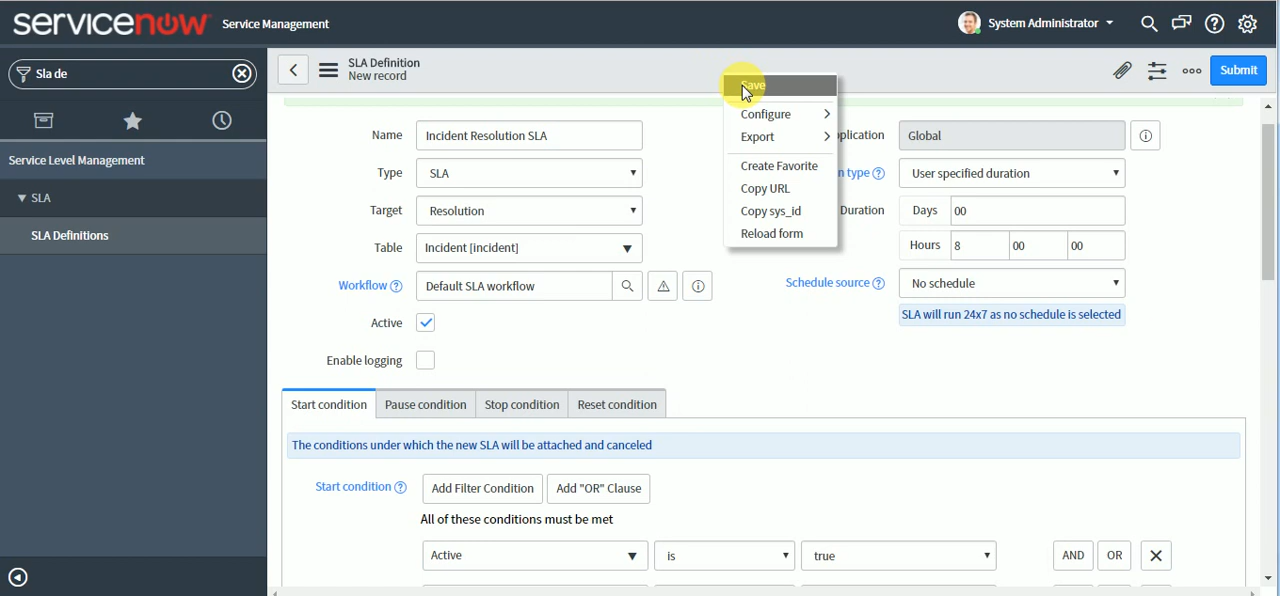 servicenow Service Management
System Administrator
Sla de
SLA Definition
New record
Submit
Service Level Management
SLA
SLA Definitions
Save
Configure
Export
Create Favorite
Copy URL
Copy sys_id
Reload form
Name Incident Resolution SLA
Type SLA
Target Resolution
Table Incident [incident]
Workflow Default SLA workflow
Active
Enable logging
Global
User specified duration
Duration Days 00
Hours 8 00 00
Schedule source No schedule
SLA will run 24x7 as no schedule is selected
Start condition Pause condition Stop condition Reset condition
The conditions under which the new SLA will be attached and canceled
Start condition Add Filter Condition Add "OR" Clause
All of these conditions must be met
Active is true AND OR